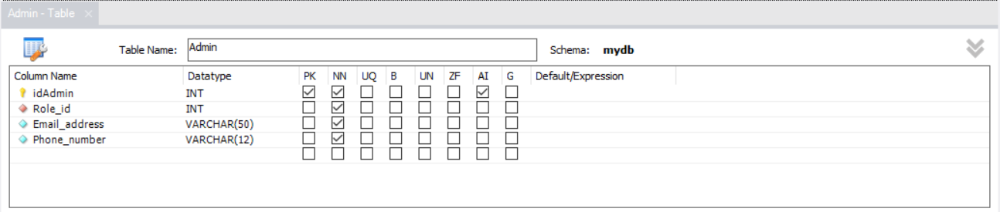 Admin - Table ×
Table Name: Admin Schema: mydb
Column Name Datatype PK NN UQ B UN ZF AI G Default/Expression
idAdmin INT
Role_id INT
Email_address VARCHAR(50)
Phone_number VARCHAR(12)